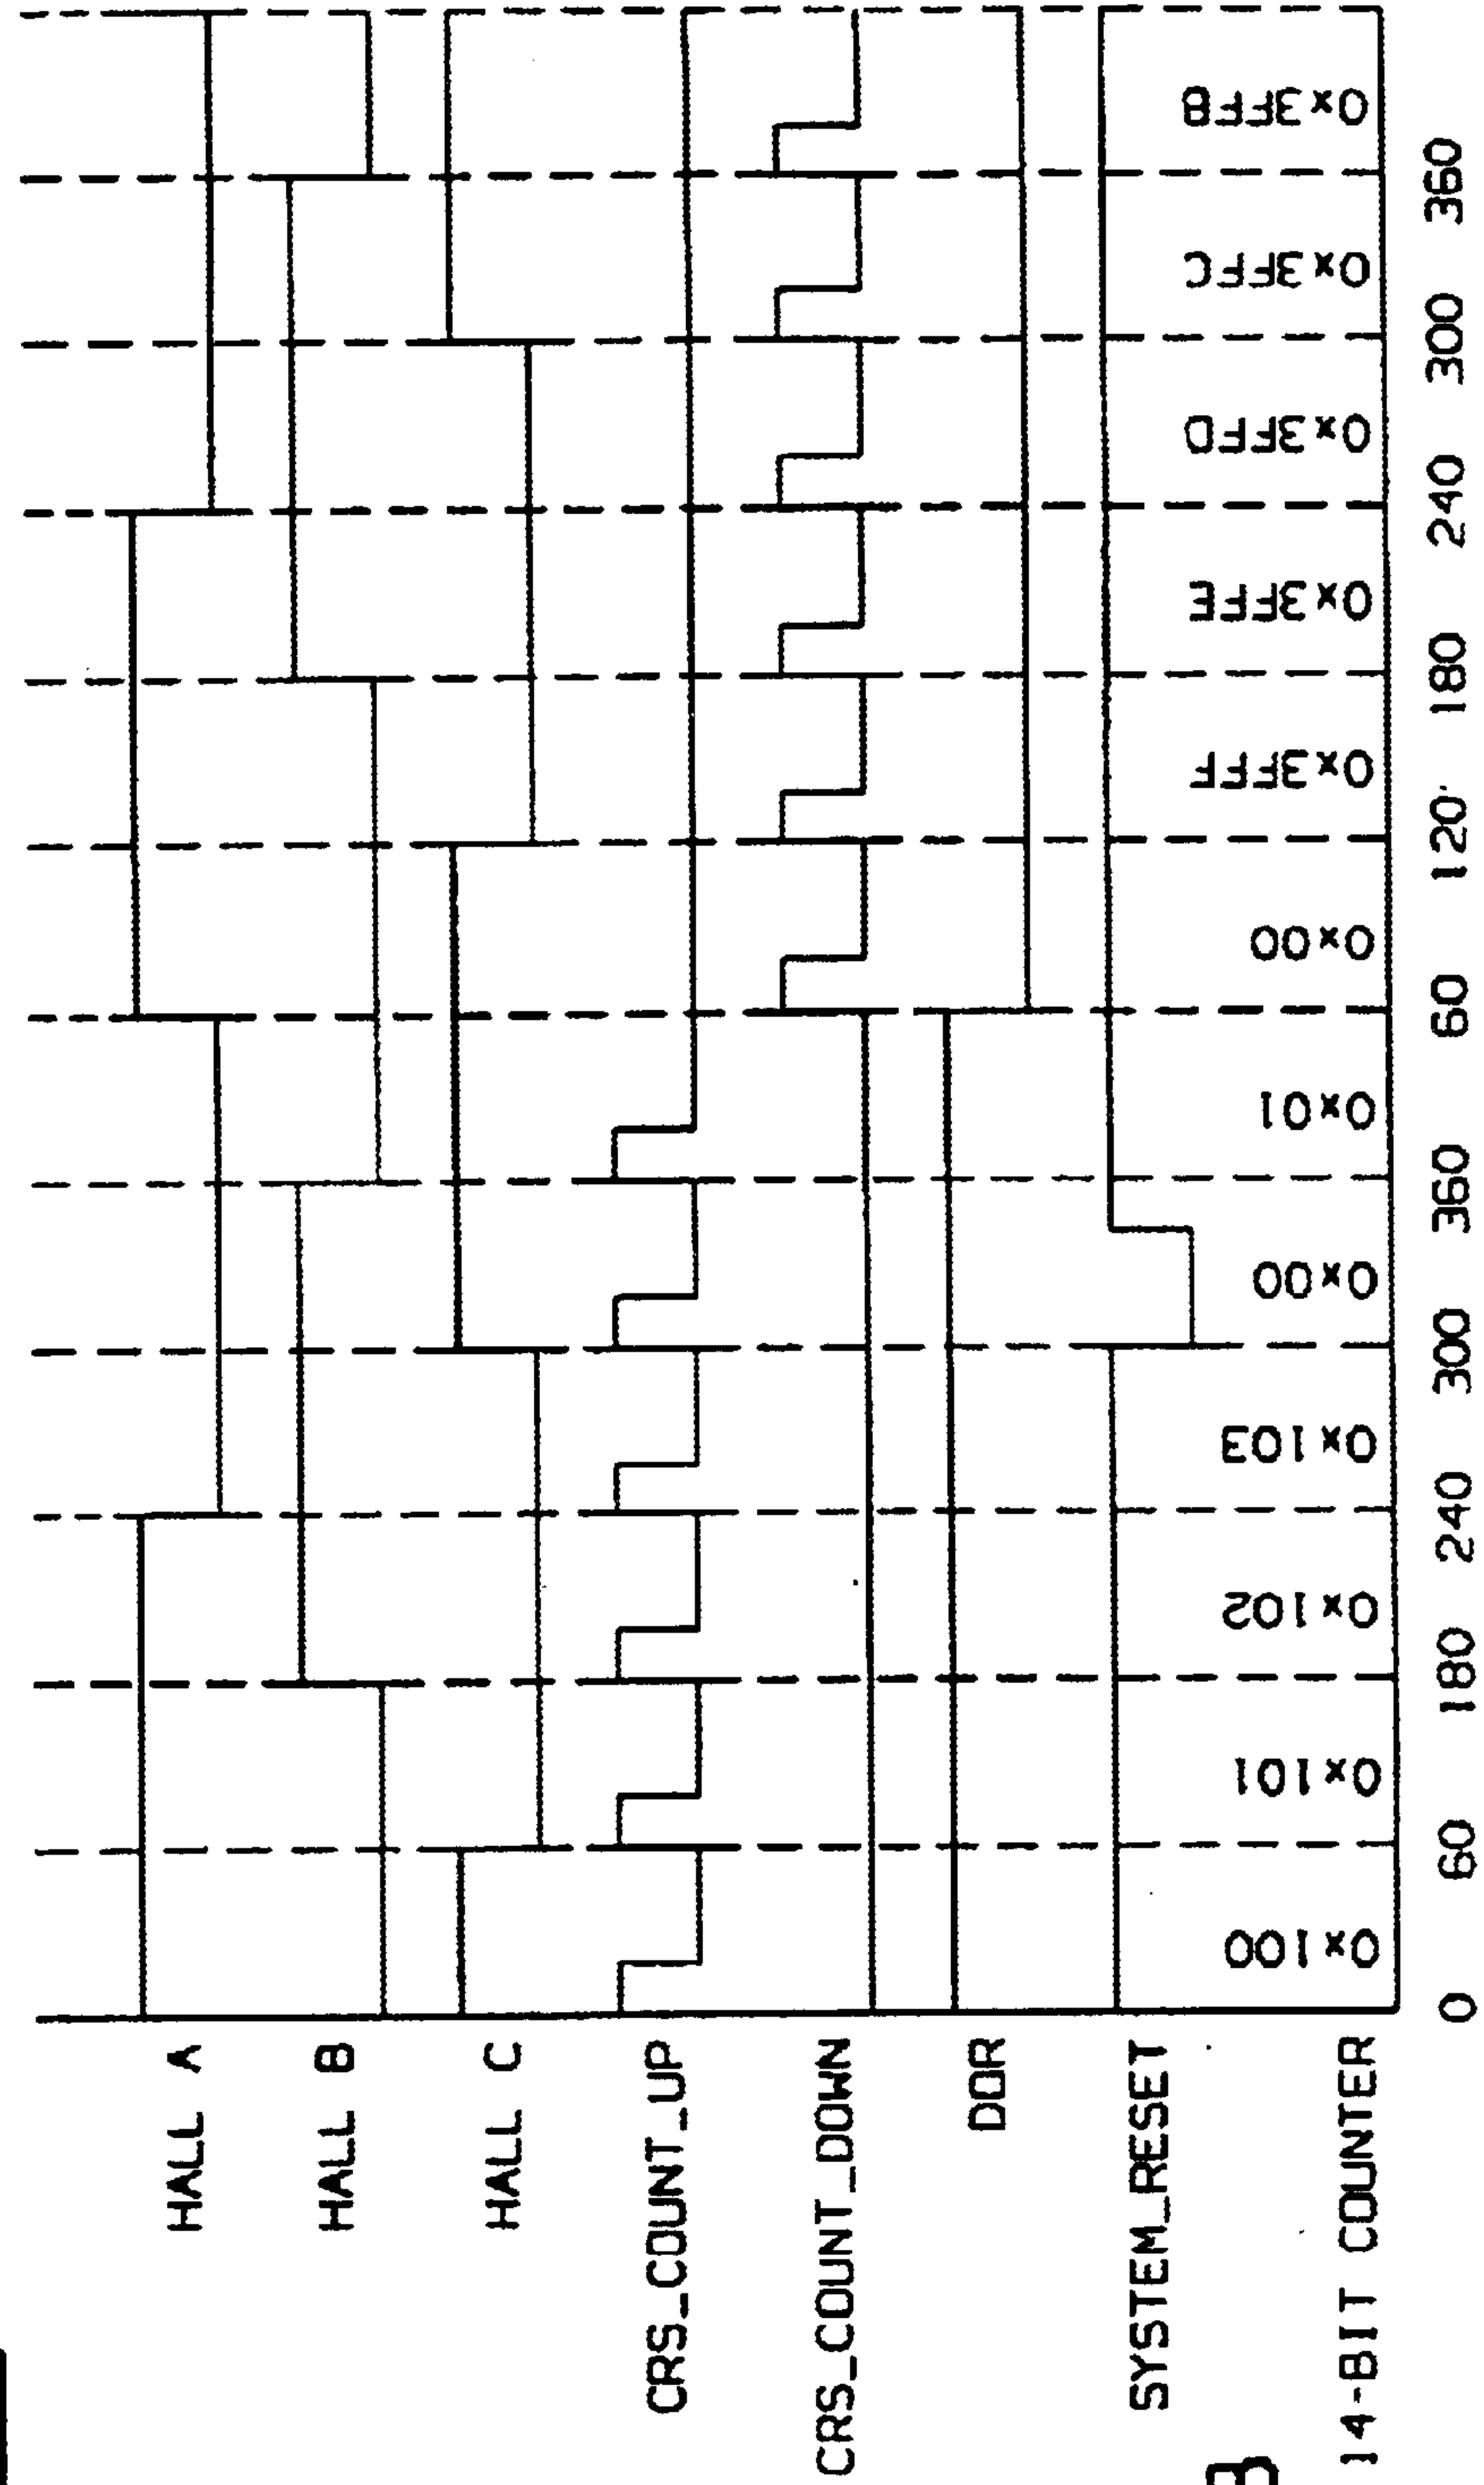 HALL A
HALL B
HALL C
CRS_COUNT_UP
CRS_COUNT_DOWN
DOR
SYSTEM_RESET
14-BIT COUNTER
0x100 0x101 0x102 0x103 0x00 0x01 0x00 0x3FFF 0x3FFE 0x3FFD 0x3FFC 0x3FFB
0 60 180 240 300 360 60 120 180 240 300 360